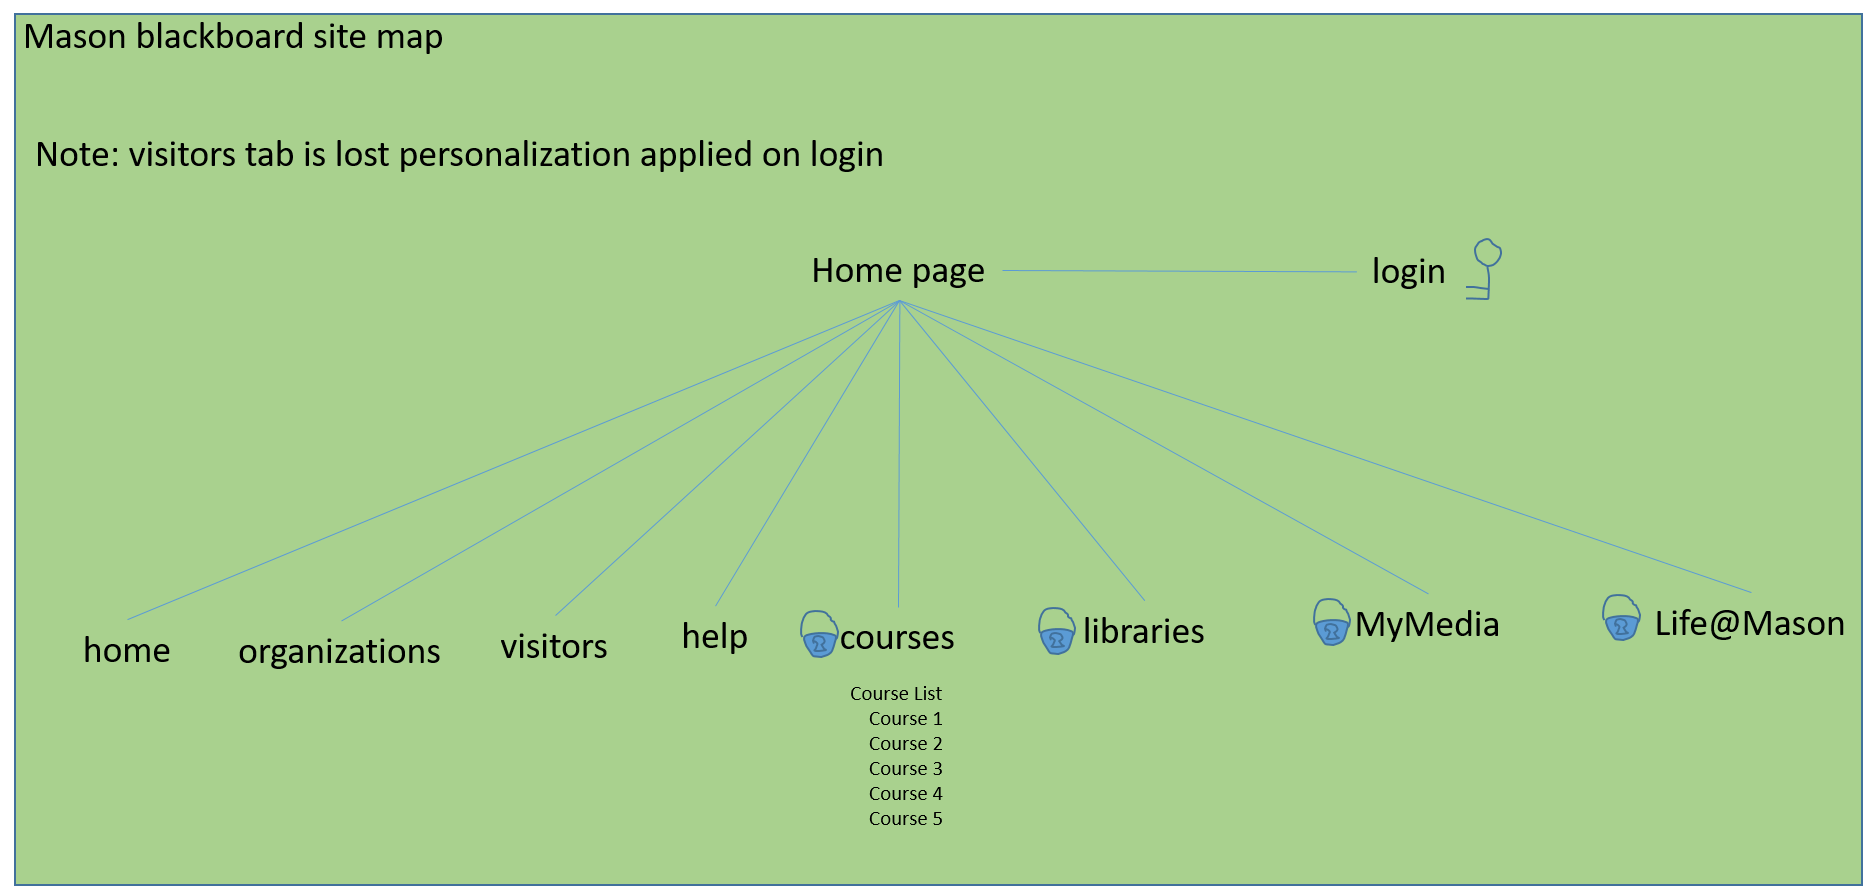 Mason blackboard site map
Note: visitors tab is lost personalization applied on login
Home page
login
home
organizations
visitors
help
courses
libraries
MyMedia
Life@Mason
Course List
Course 1
Course 2
Course 3
Course 4
Course 5